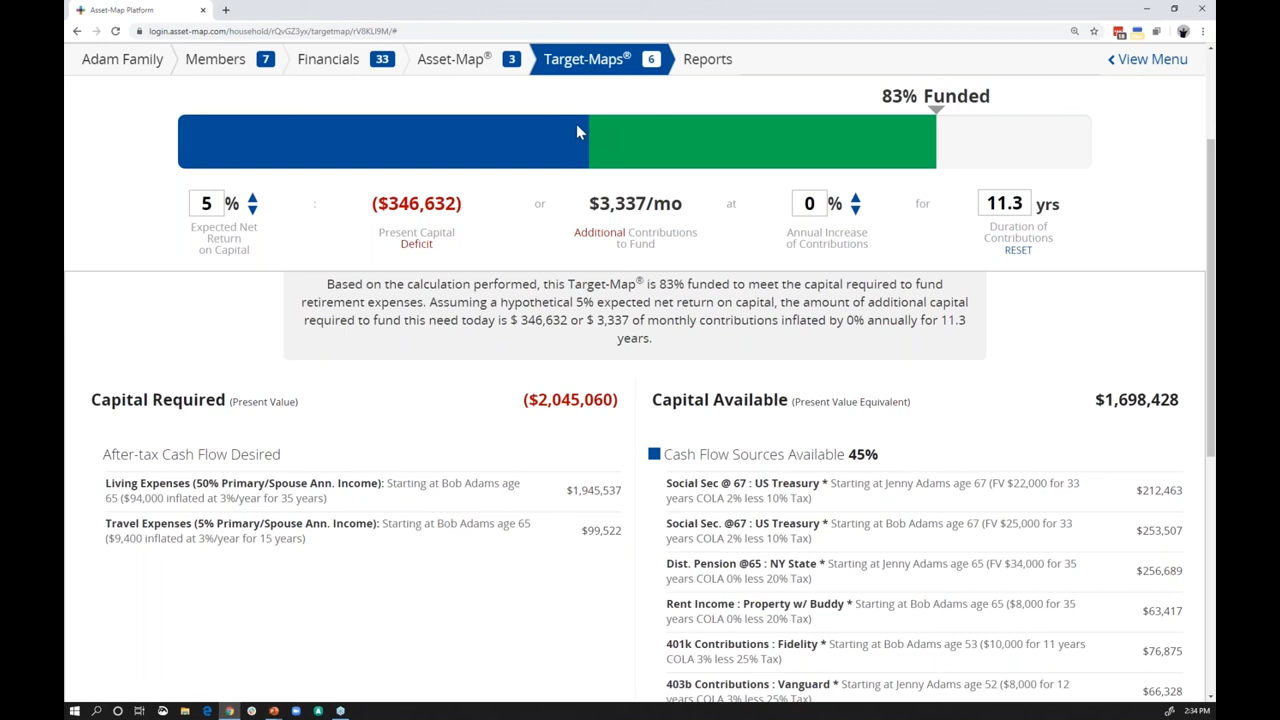 Asset-Map Platform
login.asset-map.com/household/rQvGZ3yx/targetmap/rV8KLI9M/#
Adam Family
Members 7
Financials 33
Asset-Map® 3
Target-Maps® 6
Reports
View Menu
83% Funded
5 %
:
($346,632)
or
$3,337/mo
at
0 %
for
11.3 yrs
Expected Net
Return
on Capital
Present Capital
Deficit
Additional Contributions
to Fund
Annual Increase
of Contributions
Duration of
Contributions
RESET
Based on the calculation performed, this Target-Map® is 83% funded to meet the capital required to fund
retirement expenses. Assuming a hypothetical 5% expected net return on capital, the amount of additional capital
required to fund this need today is $ 346,632 or $ 3,337 of monthly contributions inflated by 0% annually for 11.3
years.
Capital Required (Present Value) ($2,045,060)
After-tax Cash Flow Desired
Living Expenses (50% Primary/Spouse Ann. Income): Starting at Bob Adams age
65 ($94,000 inflated at 3%/year for 35 years)
$1,945,537
Travel Expenses (5% Primary/Spouse Ann. Income): Starting at Bob Adams age 65
($9,400 inflated at 3%/year for 15 years)
$99,522
Capital Available (Present Value Equivalent) $1,698,428
Cash Flow Sources Available 45%
Social Sec @ 67 : US Treasury * Starting at Jenny Adams age 67 (FV $22,000 for 33
years COLA 2% less 10% Tax)
$212,463
Social Sec. @67 : US Treasury * Starting at Bob Adams age 67 (FV $25,000 for 33
years COLA 2% less 10% Tax)
$253,507
Dist. Pension @65 : NY State * Starting at Jenny Adams age 65 (FV $34,000 for 35
years COLA 0% less 20% Tax)
$256,689
Rent Income : Property w/ Buddy * Starting at Bob Adams age 65 ($8,000 for 35
years COLA 0% less 20% Tax)
$63,417
401k Contributions : Fidelity * Starting at Bob Adams age 53 ($10,000 for 11 years
COLA 3% less 25% Tax)
$76,875
403b Contributions : Vanguard * Starting at Jenny Adams age 52 ($8,000 for 12
years COLA 3% less 25% Tax)
$66,328
2:34 PM